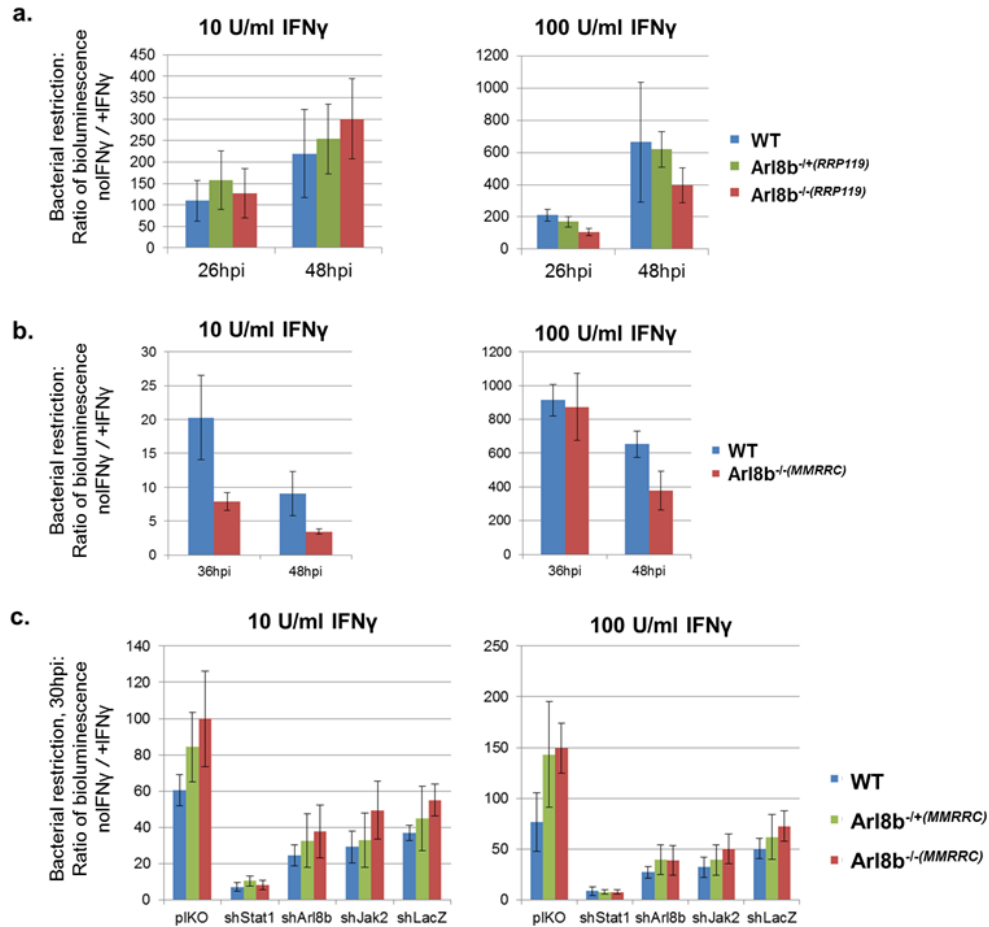 a.
10 U/ml IFNγ
100 U/ml IFNγ
Bacterial restriction:
Ratio of bioluminescence
noIFNγ / +IFNγ
450
400
350
300
250
200
150
100
50
0
26hpi
48hpi
1200
1000
800
600
400
200
0
26hpi
48hpi
WT
Arl8b-/+(RRP119)
Arl8b-/-(RRP119)
b.
10 U/ml IFNγ
100 U/ml IFNγ
Bacterial restriction:
Ratio of bioluminescence
noIFNγ / +IFNγ
30
25
20
15
10
5
0
36hpi
48hpi
1200
1000
800
600
400
200
0
36hpi
48hpi
WT
Arl8b-/-(MMRRC)
c.
10 U/ml IFNγ
100 U/ml IFNγ
Bacterial restriction, 30hpi:
Ratio of bioluminescence
noIFNγ / +IFNγ
140
120
100
80
60
40
20
0
plKO
shStat1
shArl8b
shJak2
shLacZ
250
200
150
100
50
0
plKO
shStat1
shArl8b
shJak2
shLacZ
WT
Arl8b-/+(MMRRC)
Arl8b-/-(MMRRC)